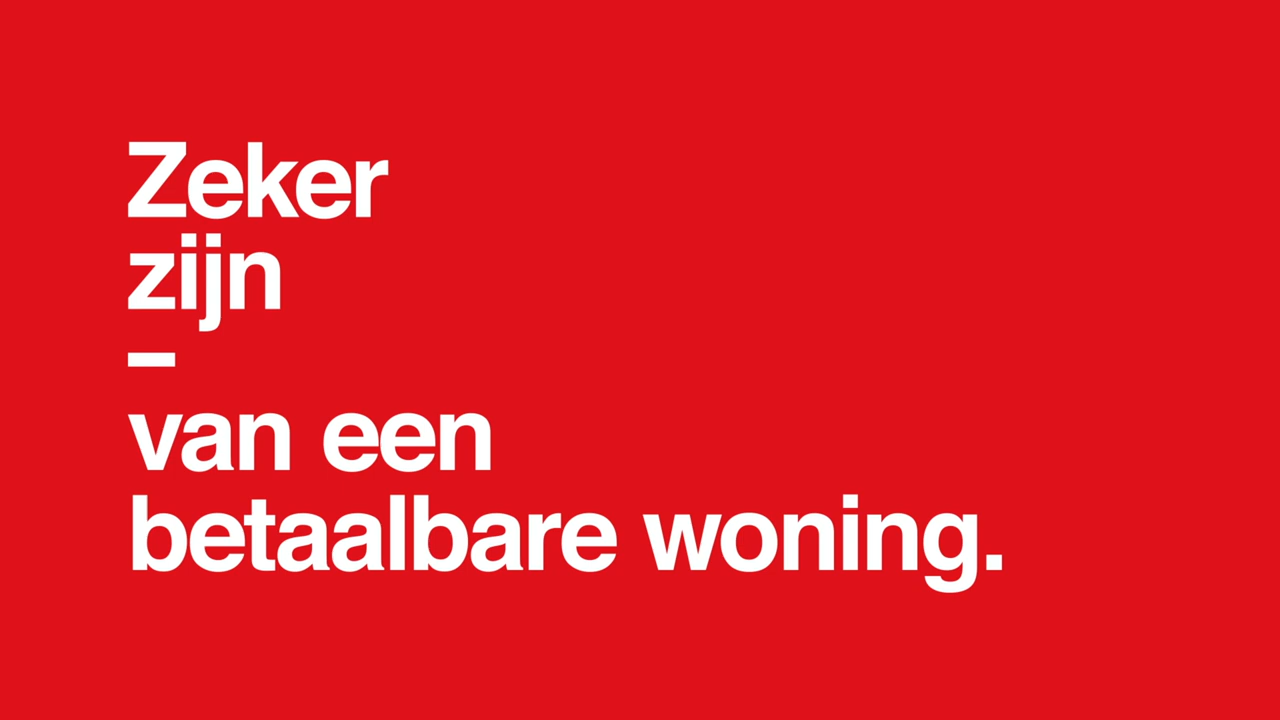 Zeker
zijn
–
van een
betaalbare woning.